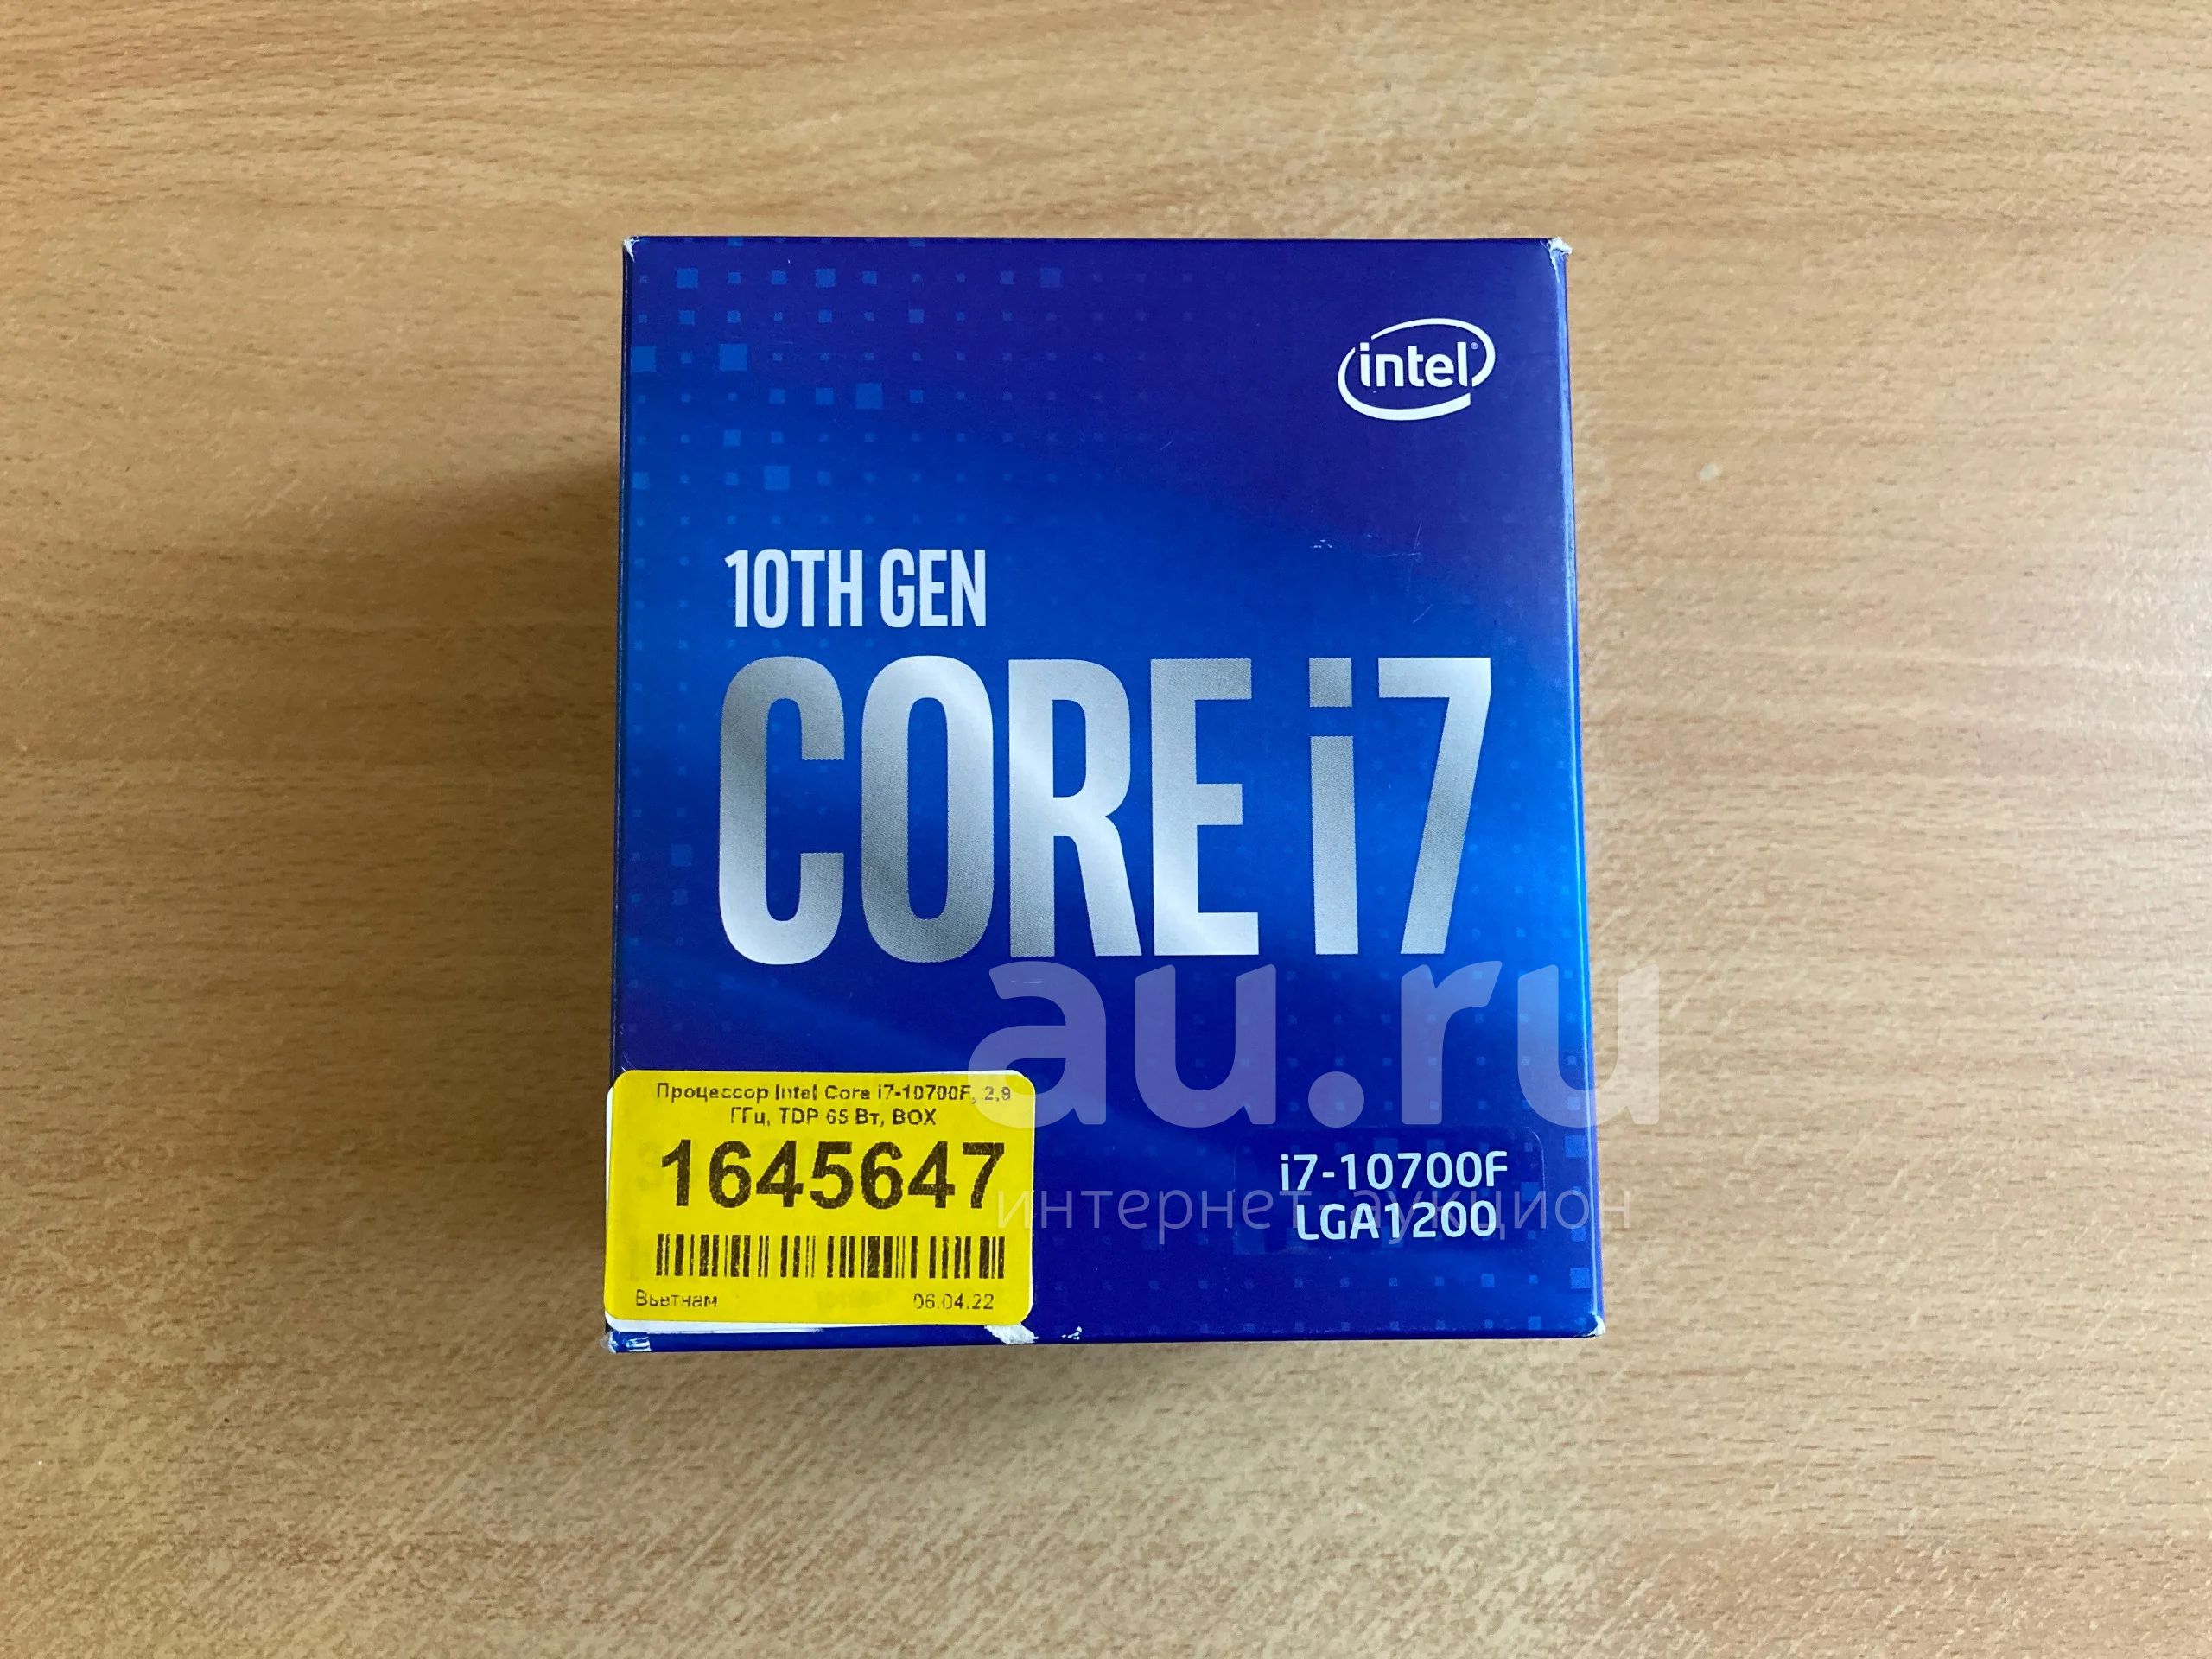 intel®
10TH GEN
CORE i7
au.ru
Процессор Intel Core i7-10700F, 2,9
ГГц, TDP 65 Вт, BOX
1645647
Вьетнам 06.04.22
i7-10700F
интернет-аукцион
LGA1200